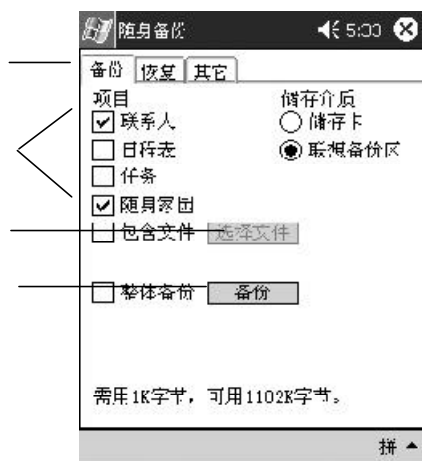 随身备份 5:00
备份 恢复 其它
项目 储存介质
联系人 储存卡
日程表 联想备份区
任务
随身家园
包含文件 选择文件
整体备份 备份
需用1K字节，可用1102K字节。
拼